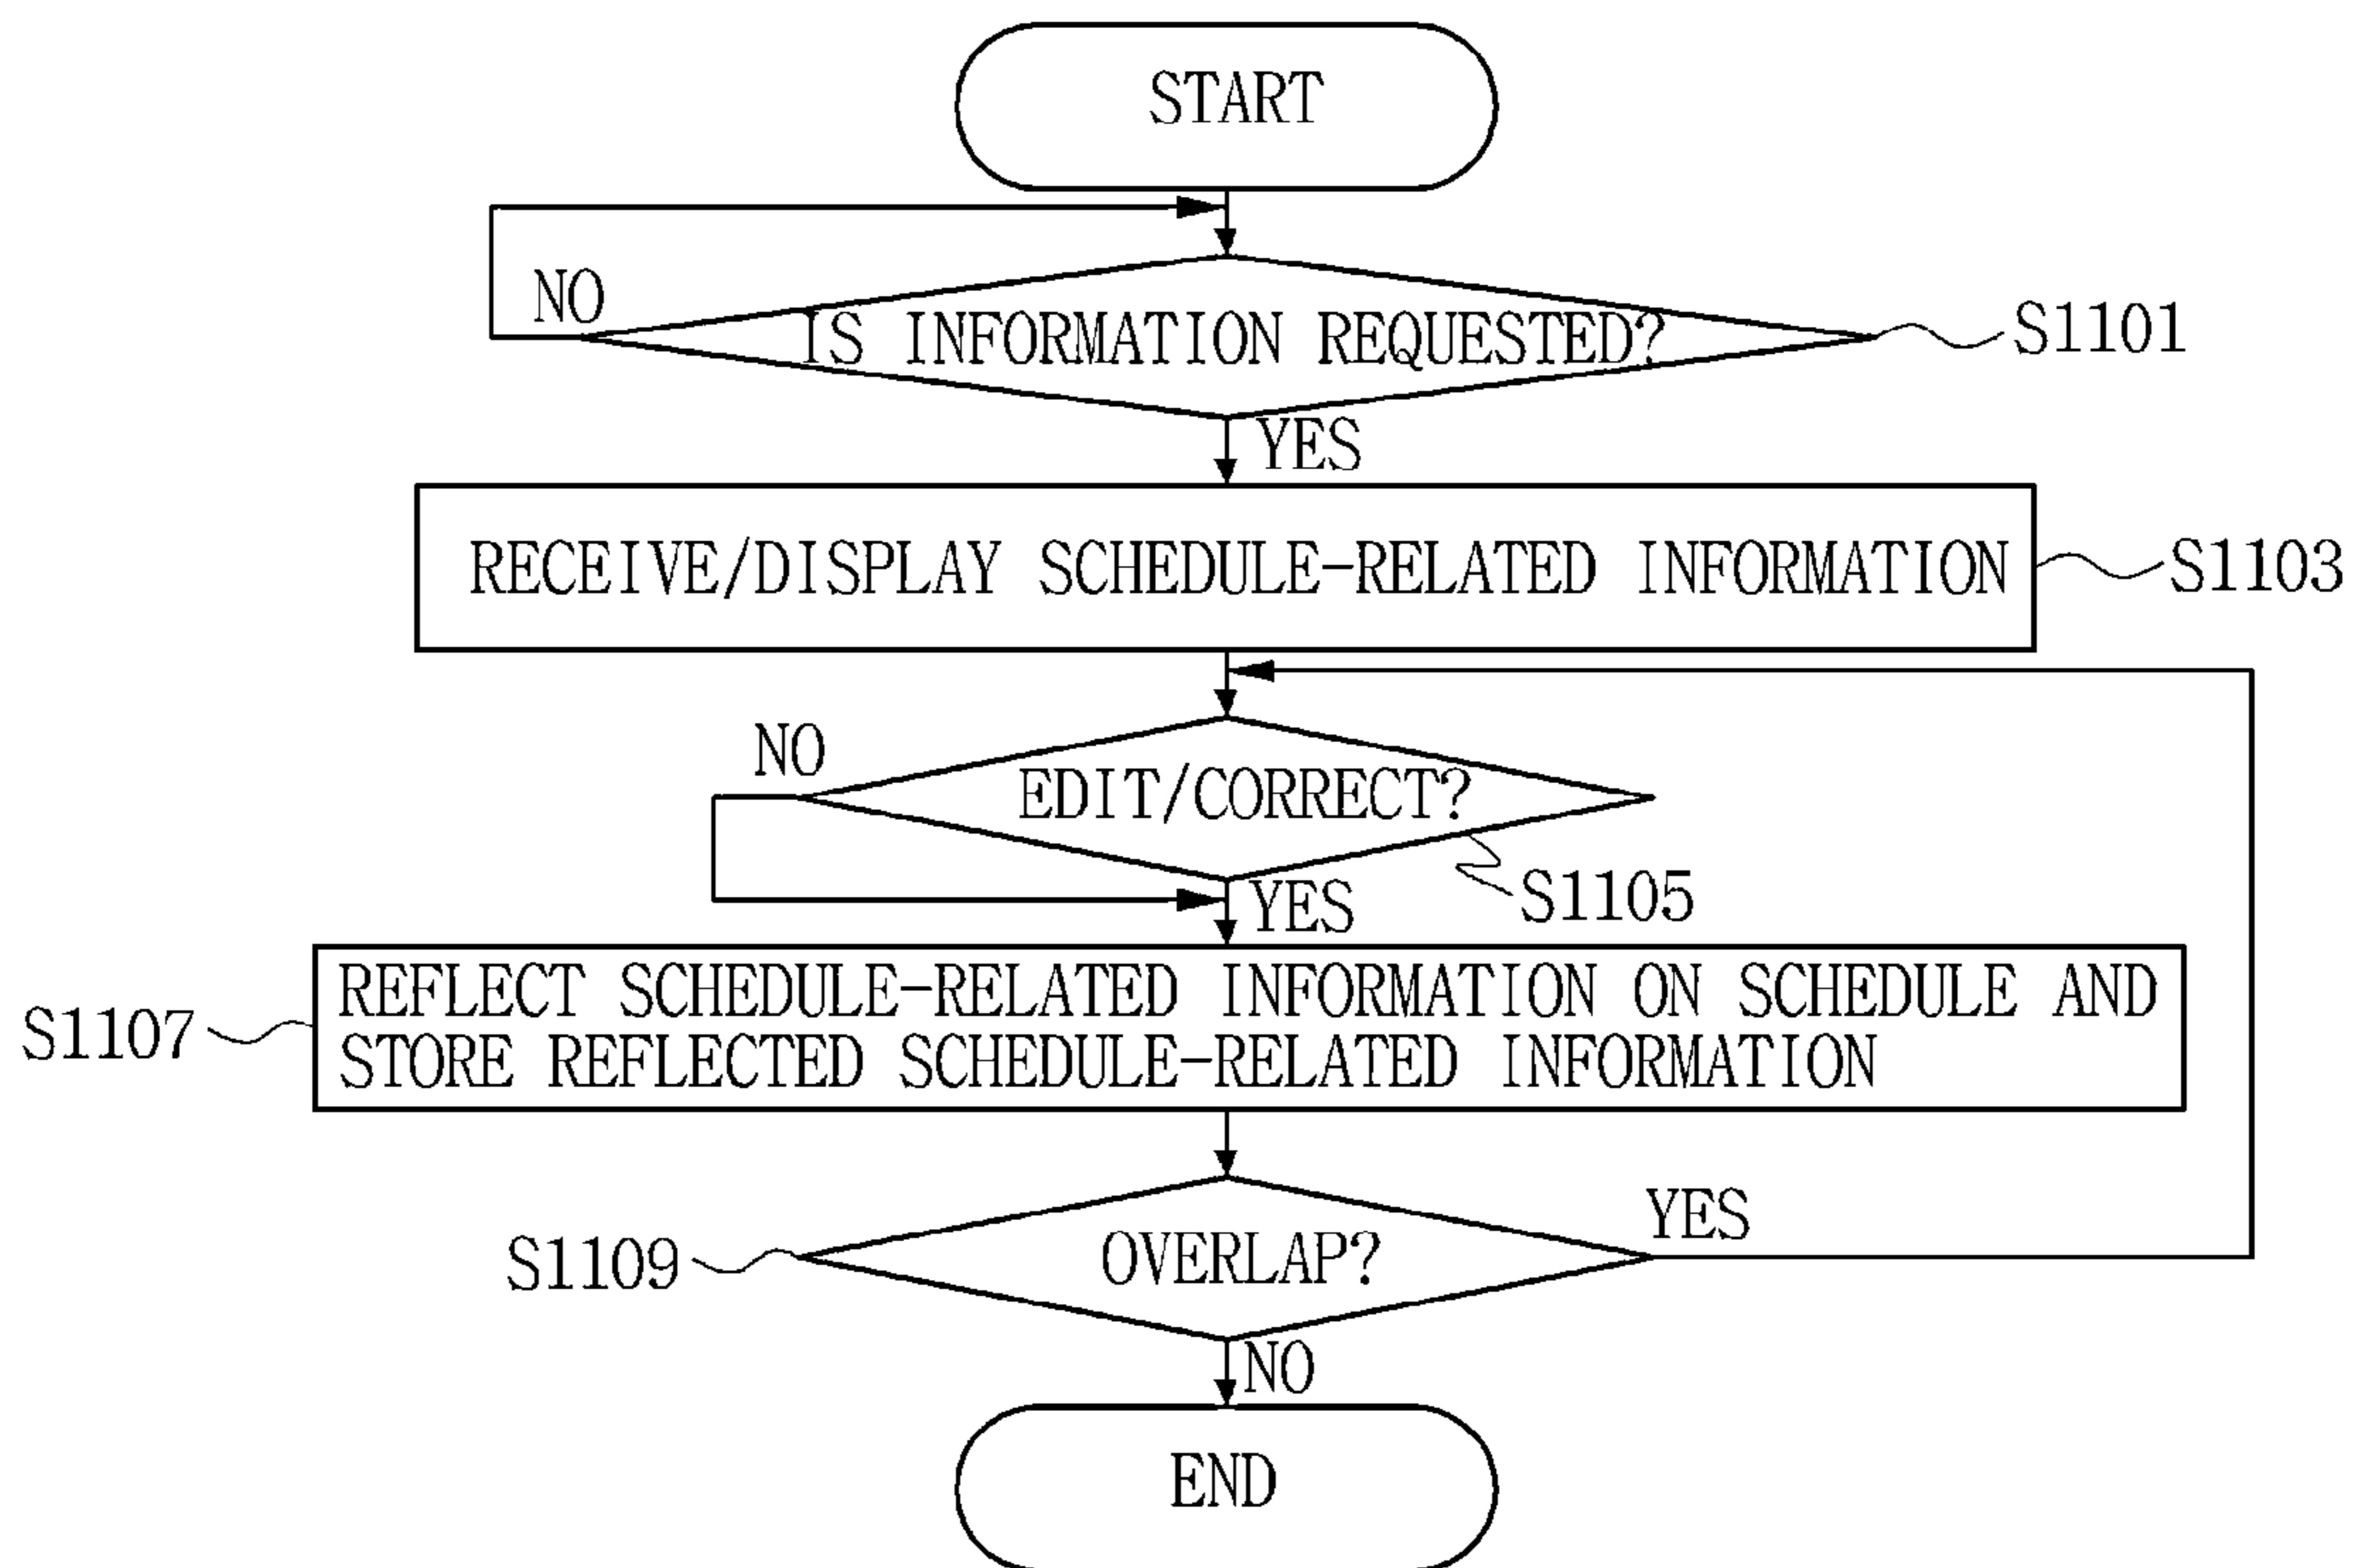 START
NO
IS INFORMATION REQUESTED?
S1101
YES
RECEIVE/DISPLAY SCHEDULE-RELATED INFORMATION
S1103
NO
EDIT/CORRECT?
S1105
YES
REFLECT SCHEDULE-RELATED INFORMATION ON SCHEDULE AND
STORE REFLECTED SCHEDULE-RELATED INFORMATION
S1107
YES
OVERLAP?
S1109
NO
END